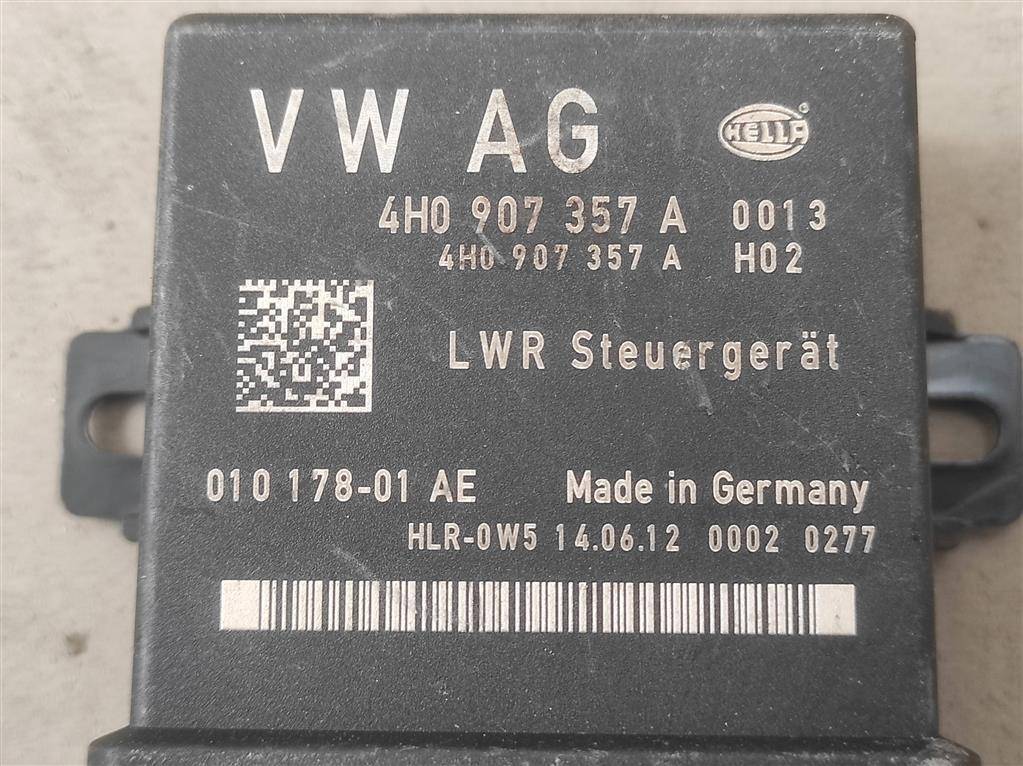 VW AG
HELLA ®
4H0 907 357 A 0013
4H0 907 357 A H02
LWR Steuergerät
010 178-01 AE Made in Germany
HLR-0W5 14.06.12 0002 0277